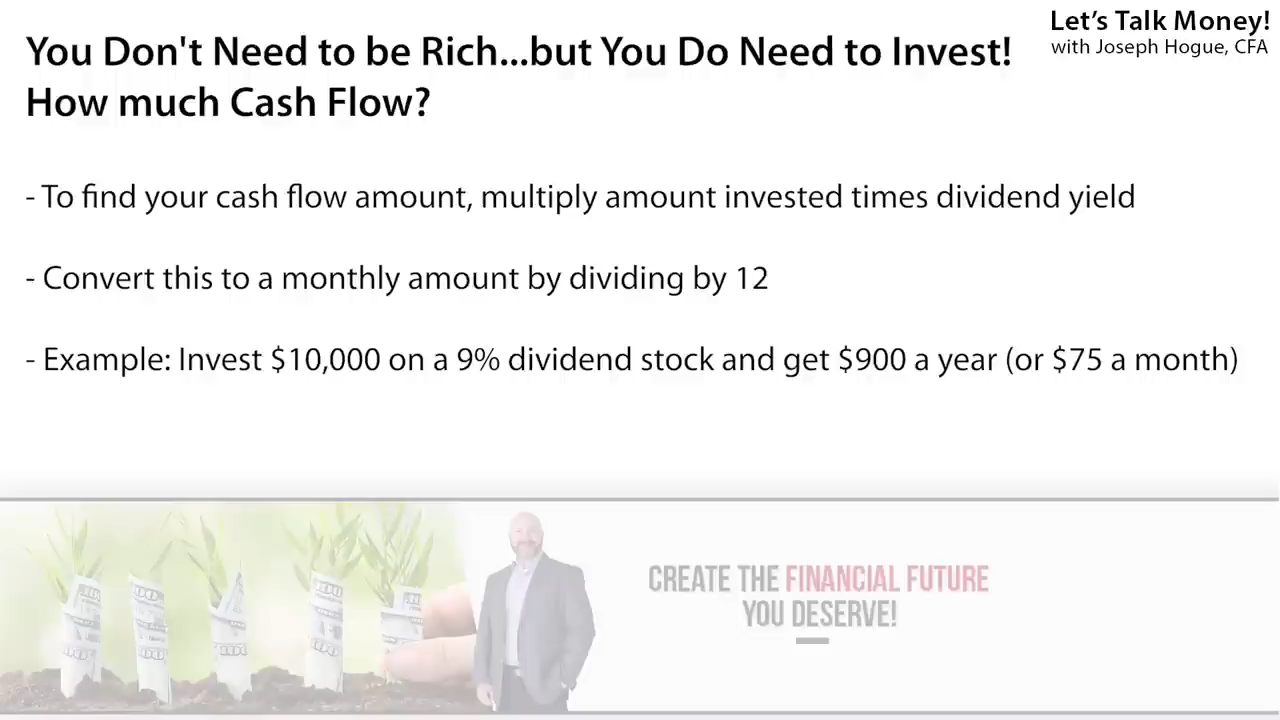 Let's Talk Money!
with Joseph Hogue, CFA
You Don't Need to be Rich...but You Do Need to Invest!
How much Cash Flow?
- To find your cash flow amount, multiply amount invested times dividend yield
- Convert this to a monthly amount by dividing by 12
- Example: Invest $10,000 on a 9% dividend stock and get $900 a year (or $75 a month)
CREATE THE FINANCIAL FUTURE
YOU DESERVE!